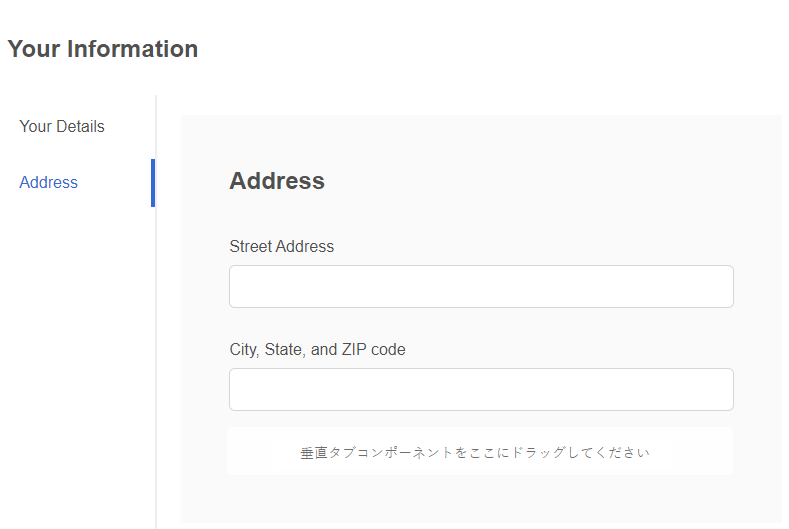 Your Information
Your Details
Address
Address
Street Address
City, State, and ZIP code
垂直タブコンポーネントをここにドラッグしてください